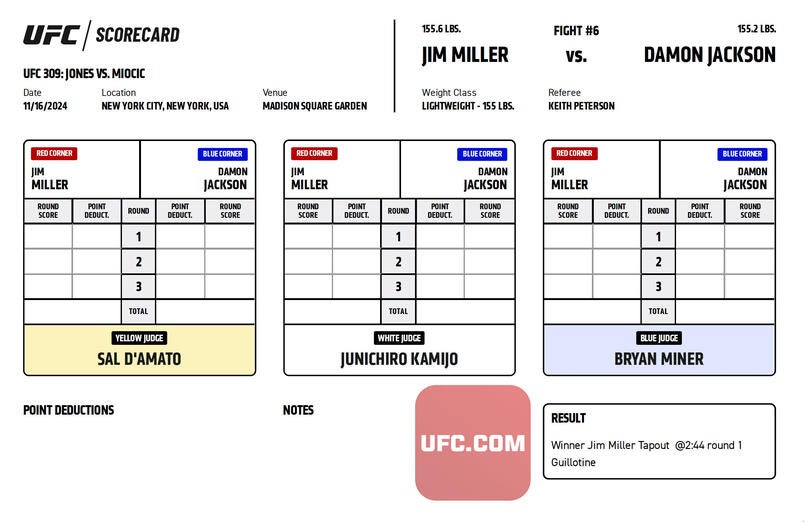 UFC / SCORECARD
UFC 309: JONES VS. MIOCIC
Date Location Venue
11/16/2024 NEW YORK CITY, NEW YORK, USA MADISON SQUARE GARDEN
155.6 LBS. FIGHT #6 155.2 LBS.
JIM MILLER vs. DAMON JACKSON
Weight Class Referee
LIGHTWEIGHT - 155 LBS. KEITH PETERSON
RED CORNER BLUE CORNER
JIM DAMON
MILLER JACKSON
ROUND POINT ROUND POINT ROUND
SCORE DEDUCT. DEDUCT. SCORE
1
2
3
TOTAL
YELLOW JUDGE
SAL D'AMATO
RED CORNER BLUE CORNER
JIM DAMON
MILLER JACKSON
ROUND POINT ROUND POINT ROUND
SCORE DEDUCT. DEDUCT. SCORE
1
2
3
TOTAL
WHITE JUDGE
JUNICHIRO KAMIJO
RED CORNER BLUE CORNER
JIM DAMON
MILLER JACKSON
ROUND POINT ROUND POINT ROUND
SCORE DEDUCT. DEDUCT. SCORE
1
2
3
TOTAL
BLUE JUDGE
BRYAN MINER
POINT DEDUCTIONS
NOTES
UFC.COM
RESULT
Winner Jim Miller Tapout @2:44 round 1
Guillotine